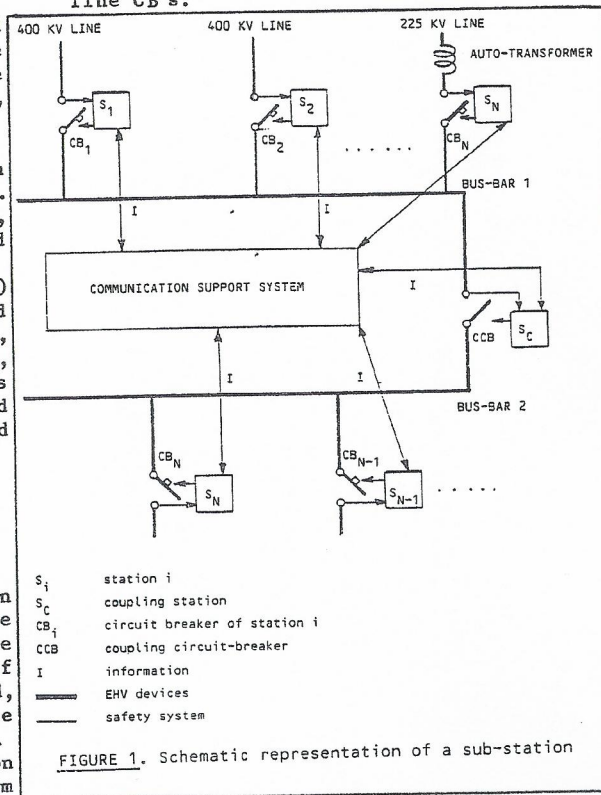 line CB's.
400 KV LINE 400 KV LINE 225 KV LINE
AUTO-TRANSFORMER
S1 S2 SN
CB1 CB2 CBN
. . . . . .
BUS-BAR 1
I I
COMMUNICATION SUPPORT SYSTEM
I
SC
CCB
I I
BUS-BAR 2
CBN CBN-1
SN SN-1 . . . . .
Si station i
SC coupling station
CBi circuit breaker of station i
CCB coupling circuit-breaker
I information
EHV devices
safety system
FIGURE 1. Schematic representation of a sub-station